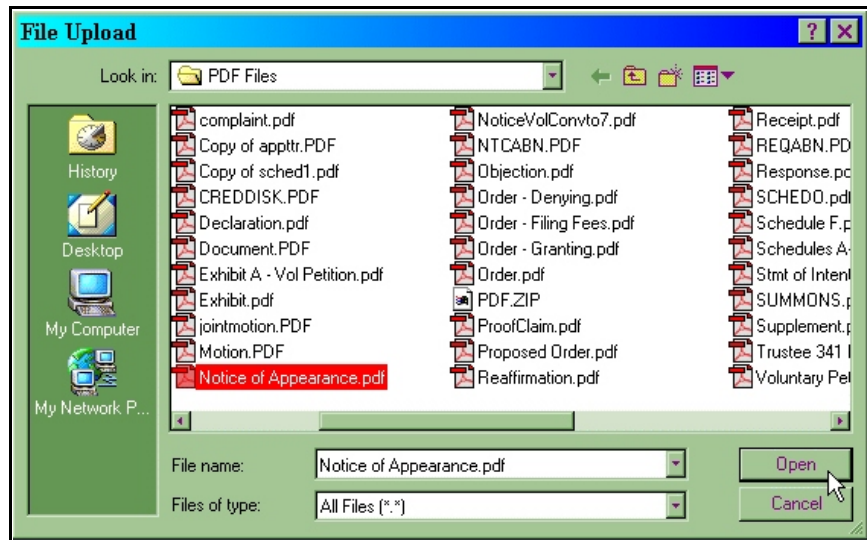 File Upload
Look in: PDF Files
History
Desktop
My Computer
My Network P...
complaint.pdf
Copy of appttr.PDF
Copy of sched1.pdf
CREDDISK.PDF
Declaration.pdf
Document.PDF
Exhibit A - Vol Petition.pdf
Exhibit.pdf
jointmotion.PDF
Motion.PDF
Notice of Appearance.pdf
NoticeVolConvto7.pdf
NTCABN.PDF
Objection.pdf
Order - Denying.pdf
Order - Filing Fees.pdf
Order - Granting.pdf
Order.pdf
PDF.ZIP
ProofClaim.pdf
Proposed Order.pdf
Reaffirmation.pdf
Receipt.pdf
REQABN.PD
Response.pd
SCHEDO.pd
Schedule F.p
Schedules A-
Stmt of Inten
SUMMONS.p
Supplement.p
Trustee 341
Voluntary Pe
File name: Notice of Appearance.pdf Open
Files of type: All Files (*.*) Cancel